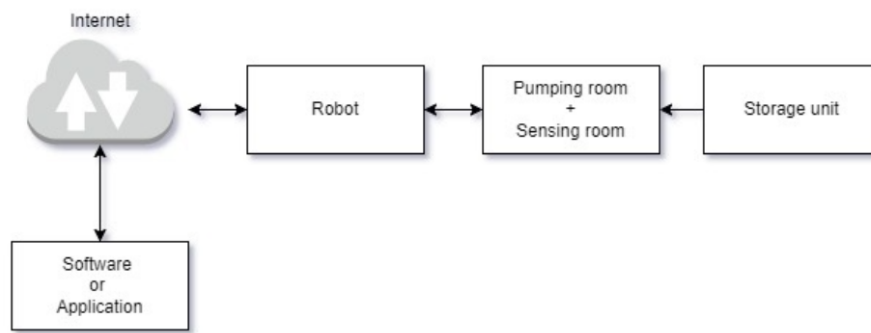 Internet
Robot
Pumping room
+
Sensing room
Storage unit
Software
or
Application